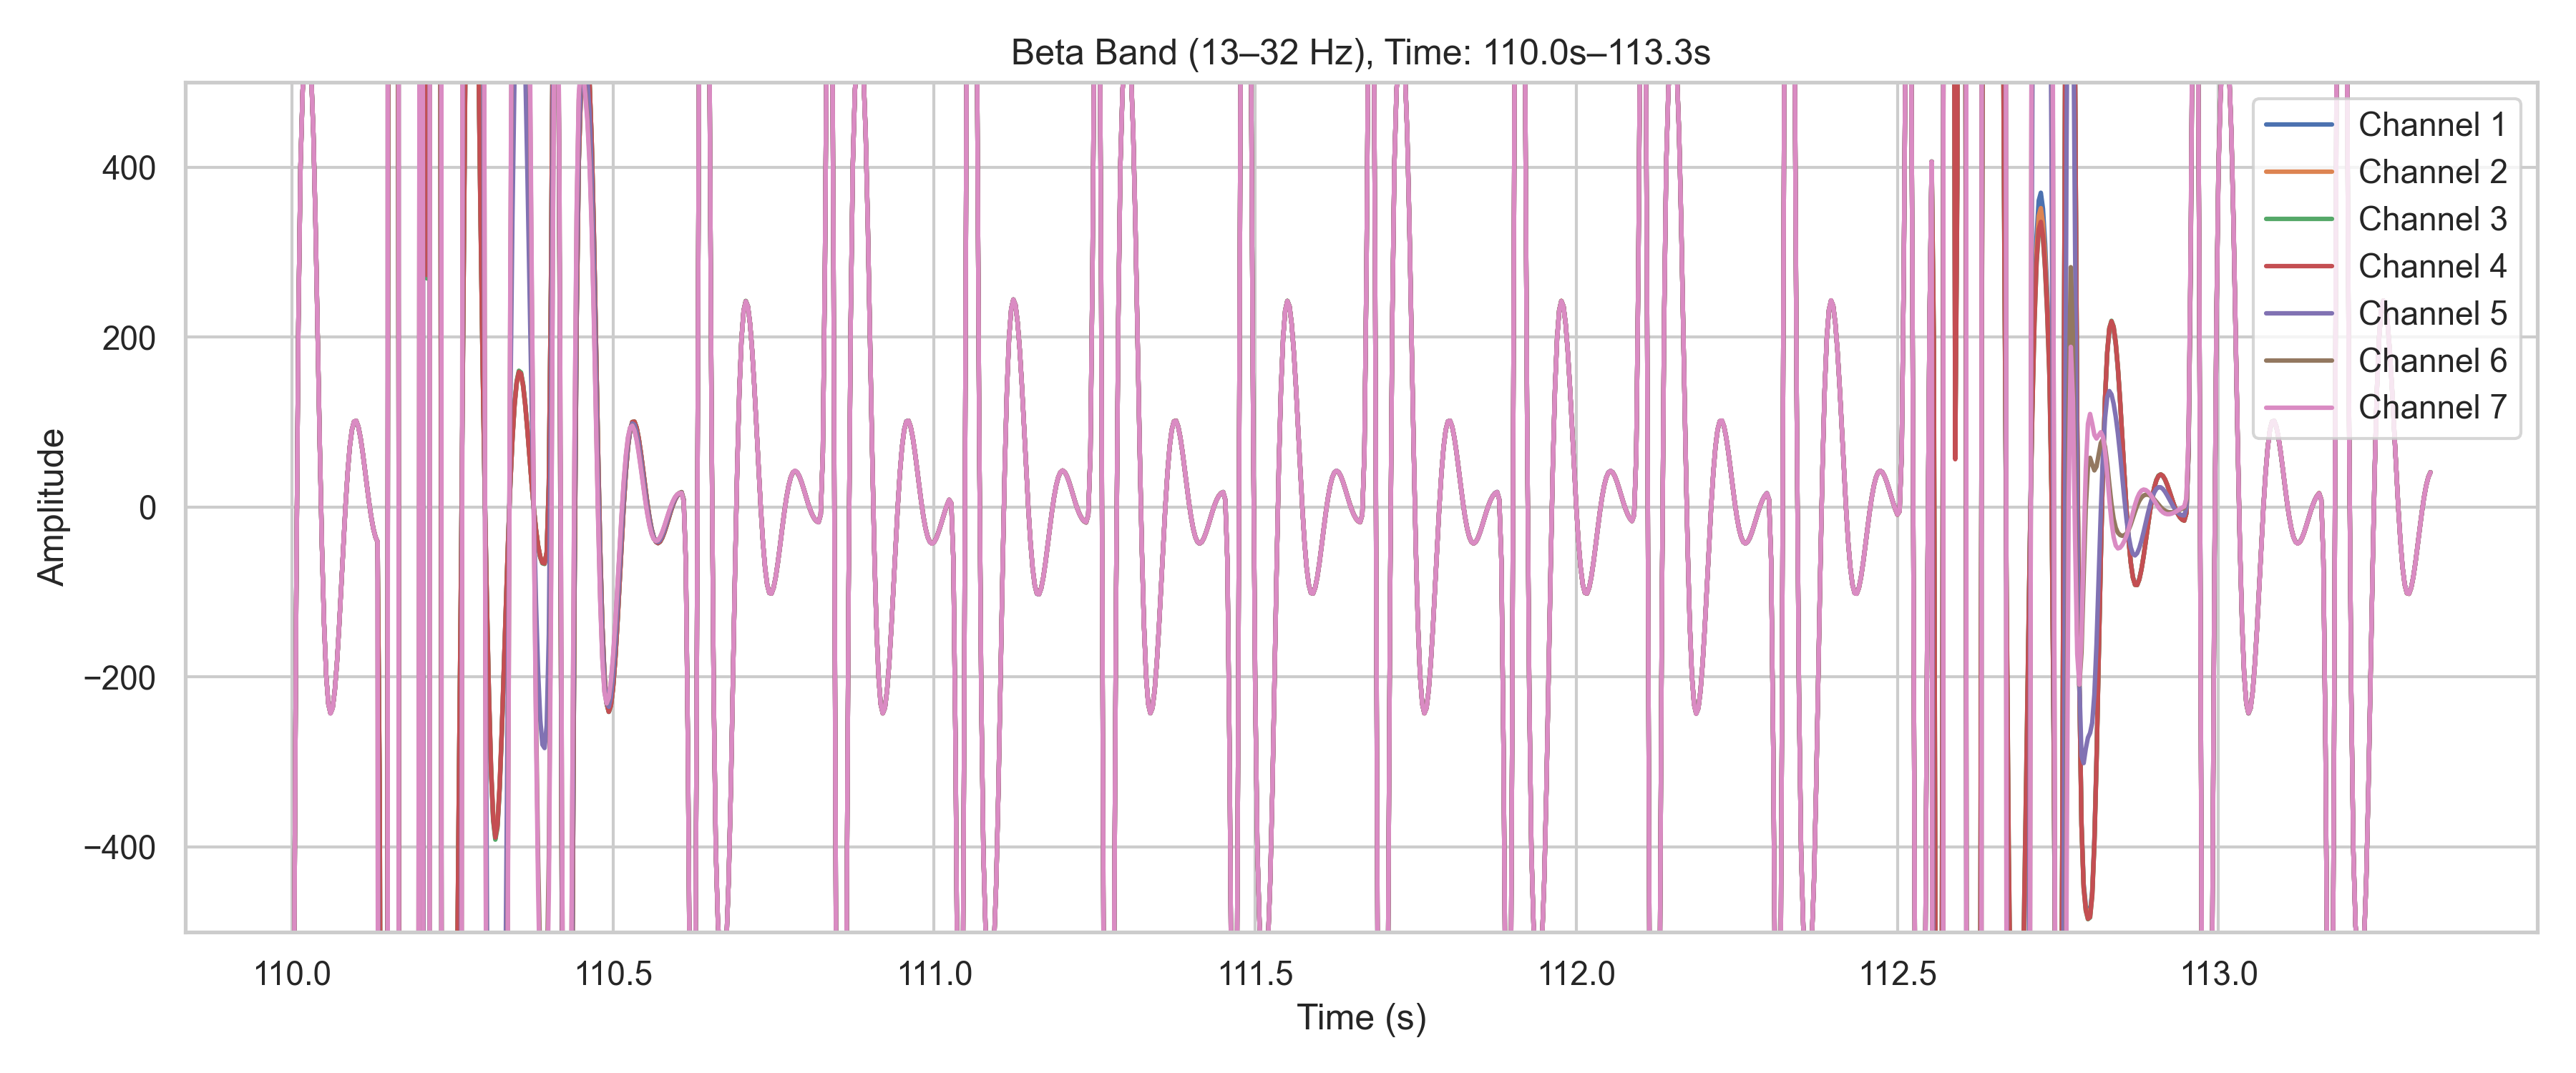 Beta Band (13–32 Hz), Time: 110.0s–113.3s
Amplitude
400
200
0
−200
−400
110.0 110.5 111.0 111.5 112.0 112.5 113.0
Time (s)
Channel 1
Channel 2
Channel 3
Channel 4
Channel 5
Channel 6
Channel 7